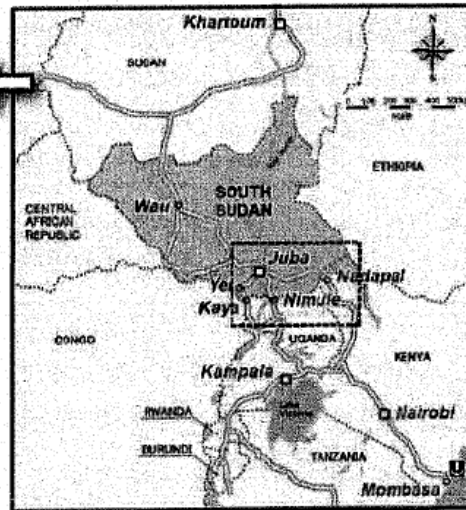 Khartoum
N
SUDAN
ETHIOPIA
SOUTH
SUDAN
Wau
CENTRAL
AFRICAN
REPUBLIC
Juba
Nadapal
Yei
Kaya
Nimule
CONGO
UGANDA
KENYA
Kampala
RWANDA
Nairobi
BURUNDI
TANZANIA
Mombasa